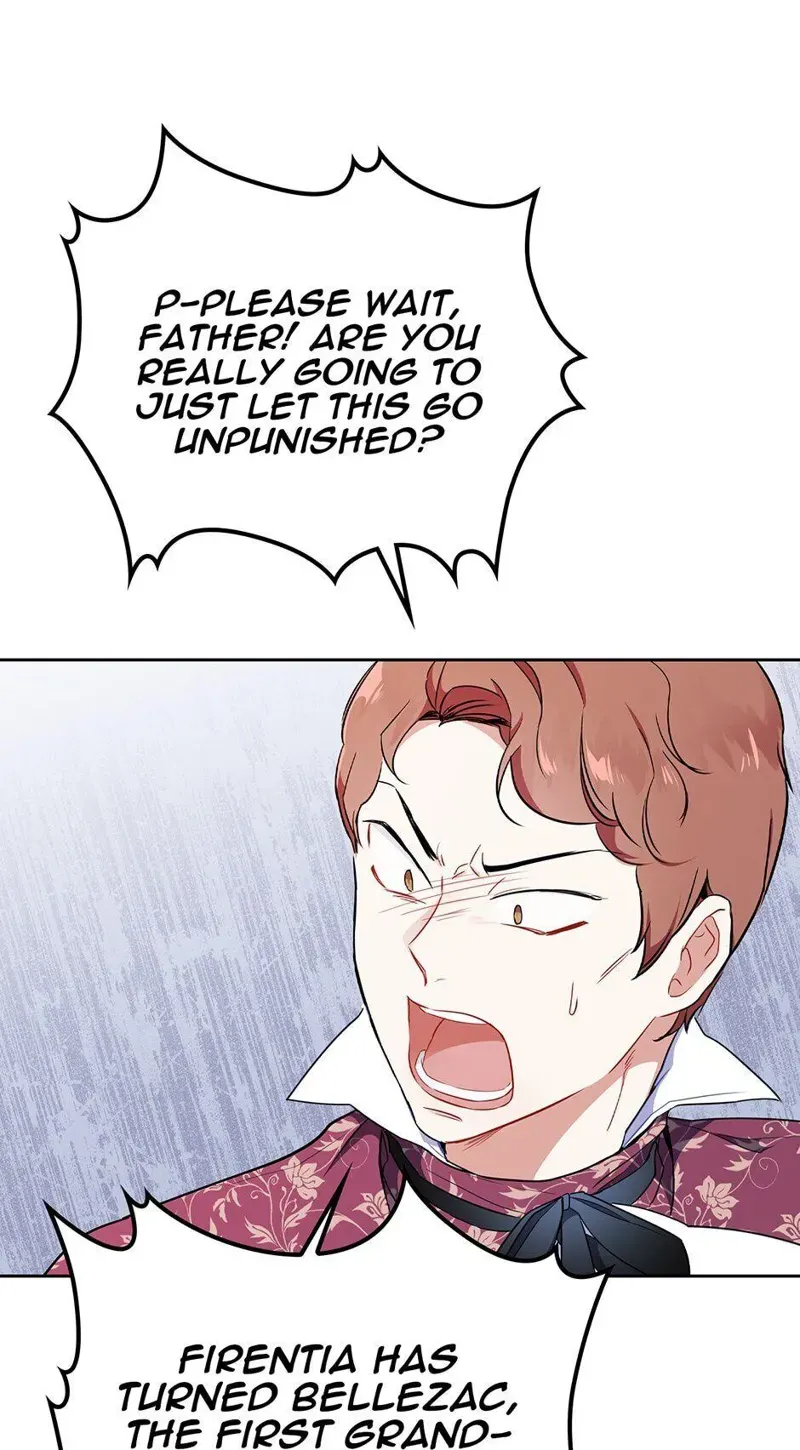 P-PLEASE WAIT,
FATHER! ARE YOU
REALLY GOING TO
JUST LET THIS GO
UNPUNISHED?
FIRENTIA HAS
TURNED BELLEZAC,
THE FIRST GRAND-